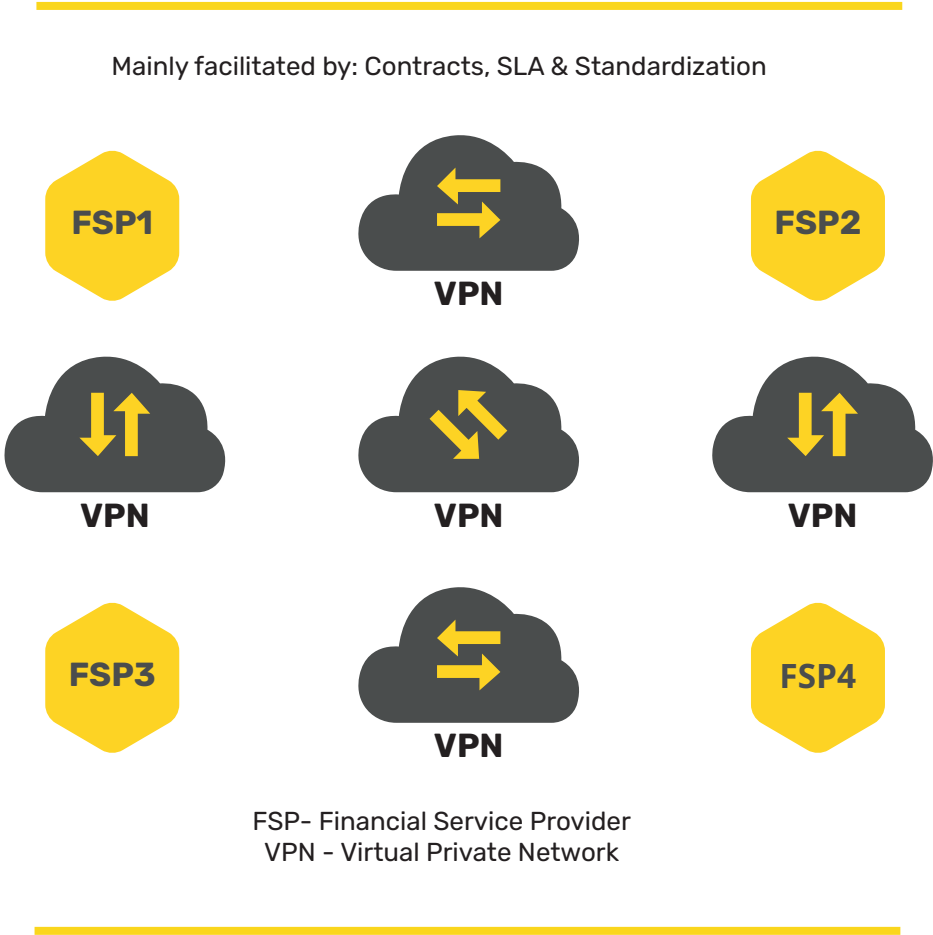 Mainly facilitated by: Contracts, SLA & Standardization
FSP1
FSP2
VPN
VPN
VPN
VPN
FSP3
FSP4
VPN
FSP- Financial Service Provider
VPN - Virtual Private Network